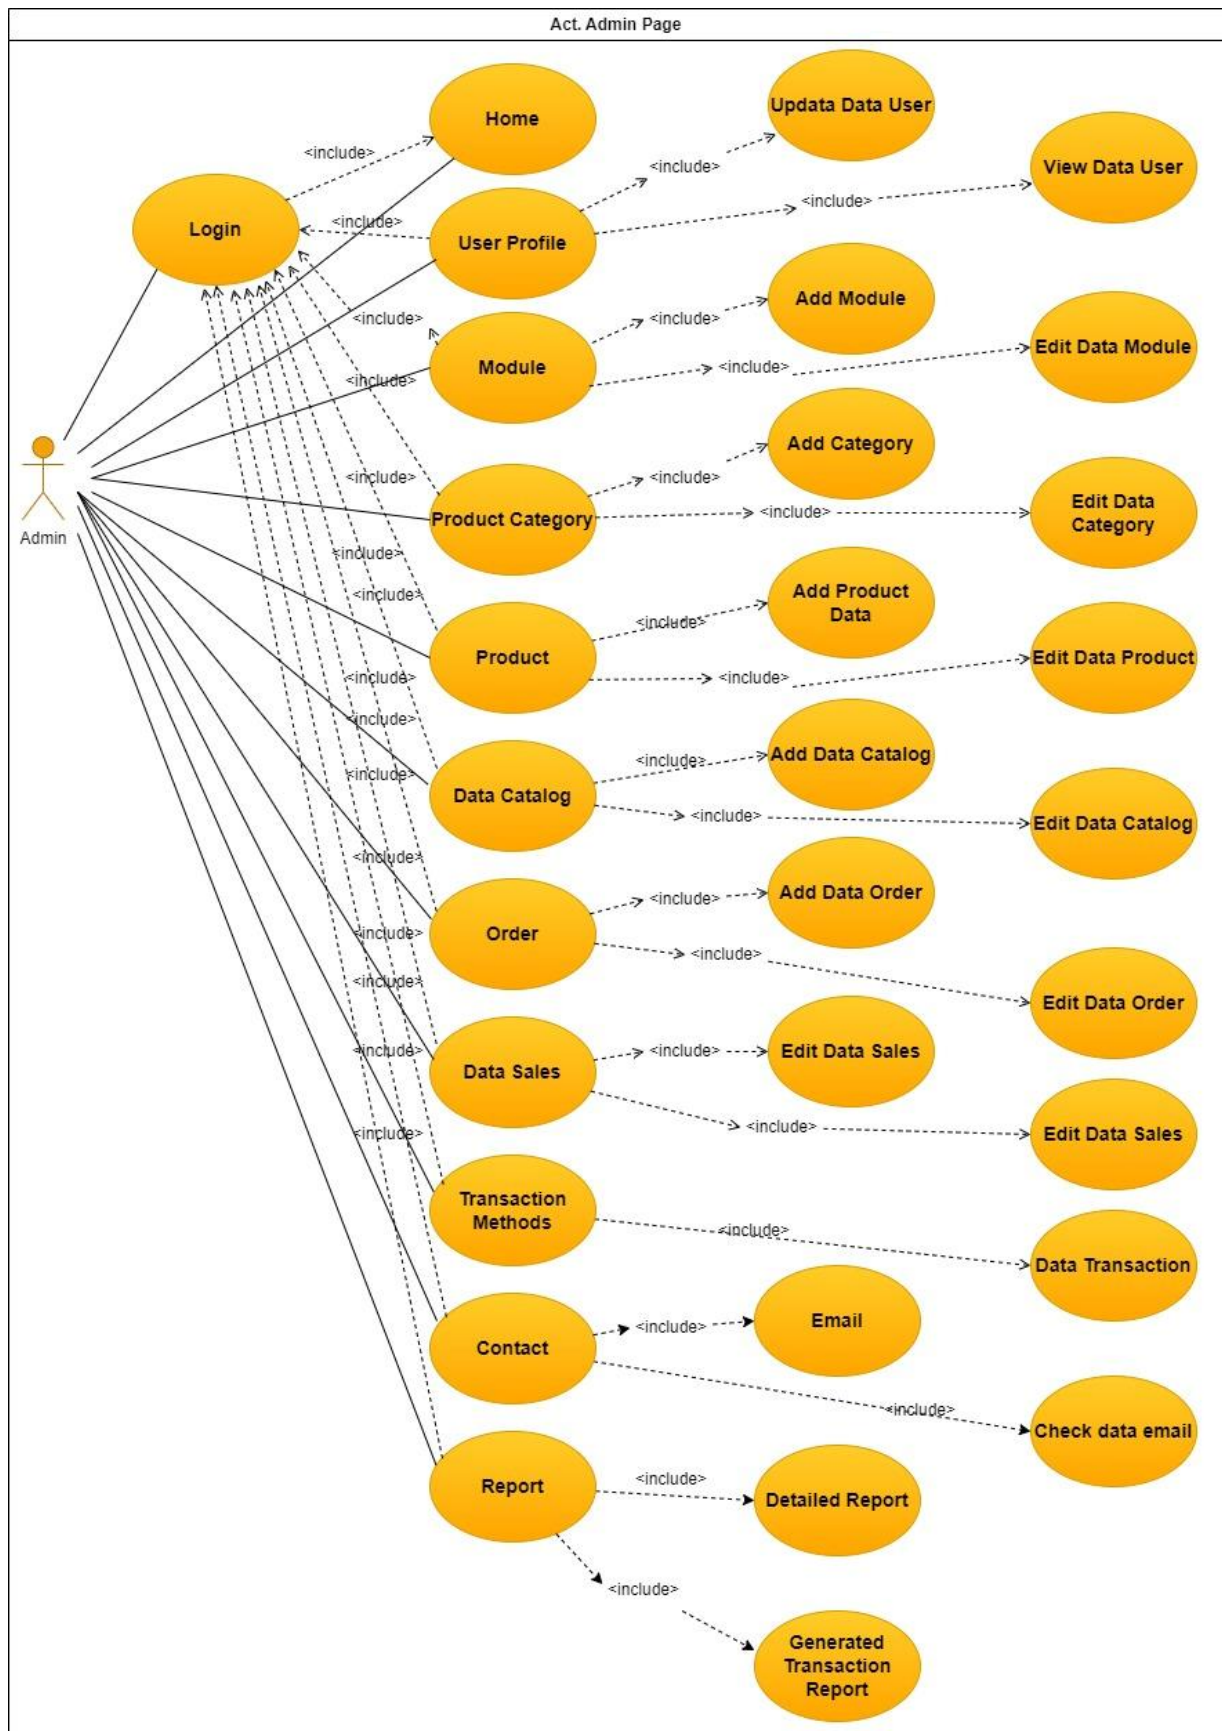 Act. Admin Page
Home
Updata Data User
<include>
<include>
View Data User
Login
<include>
User Profile
<include>
Add Module
<include>
<include>
Module
<include>
<include>
Edit Data Module
<include>
Add Category
Admin
<include>
<include>
Product Category
<include>
Edit Data
Category
<include>
Add Product
Data
<include>
<include>
Product
<include>
<include>
Edit Data Product
<include>
Add Data Catalog
<include>
<include>
Data Catalog
<include>
Edit Data Catalog
<include>
Add Data Order
<include>
<include>
Order
<include>
<include>
Edit Data Order
Data Sales
<include>
<include>
Edit Data Sales
<include>
<include>
Edit Data Sales
Transaction
Methods
<include>
Data Transaction
Contact
<include>
Email
<include>
Check data email
Report
<include>
Detailed Report
<include>
Generated
Transaction
Report